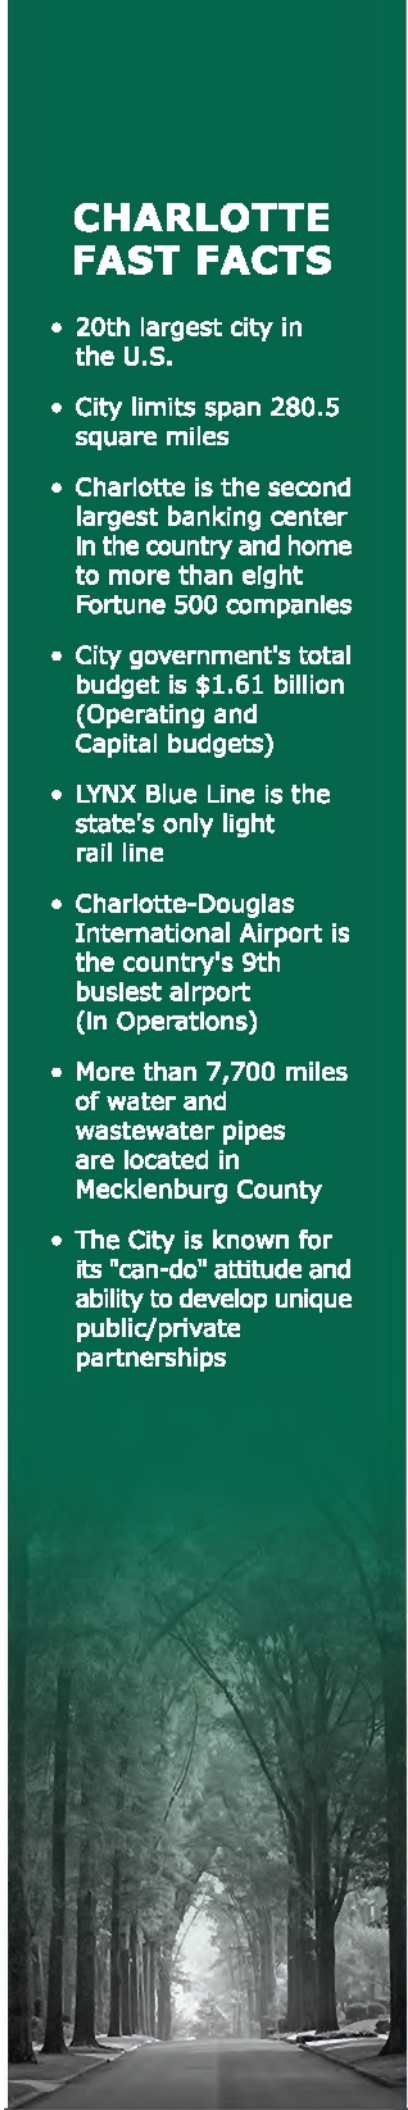 CHARLOTTE
FAST FACTS
• 20th largest city in
the U.S.
• City limits span 280.5
square miles
• Charlotte is the second
largest banking center
in the country and home
to more than eight
Fortune 500 companies
• City government's total
budget is $1.61 billion
(Operating and
Capital budgets)
• LYNX Blue Line is the
state's only light
rail line
• Charlotte-Douglas
International Airport is
the country's 9th
busiest airport
(in Operations)
• More than 7,700 miles
of water and
wastewater pipes
are located in
Mecklenburg County
• The City is known for
its "can-do" attitude and
ability to develop unique
public/private
partnerships